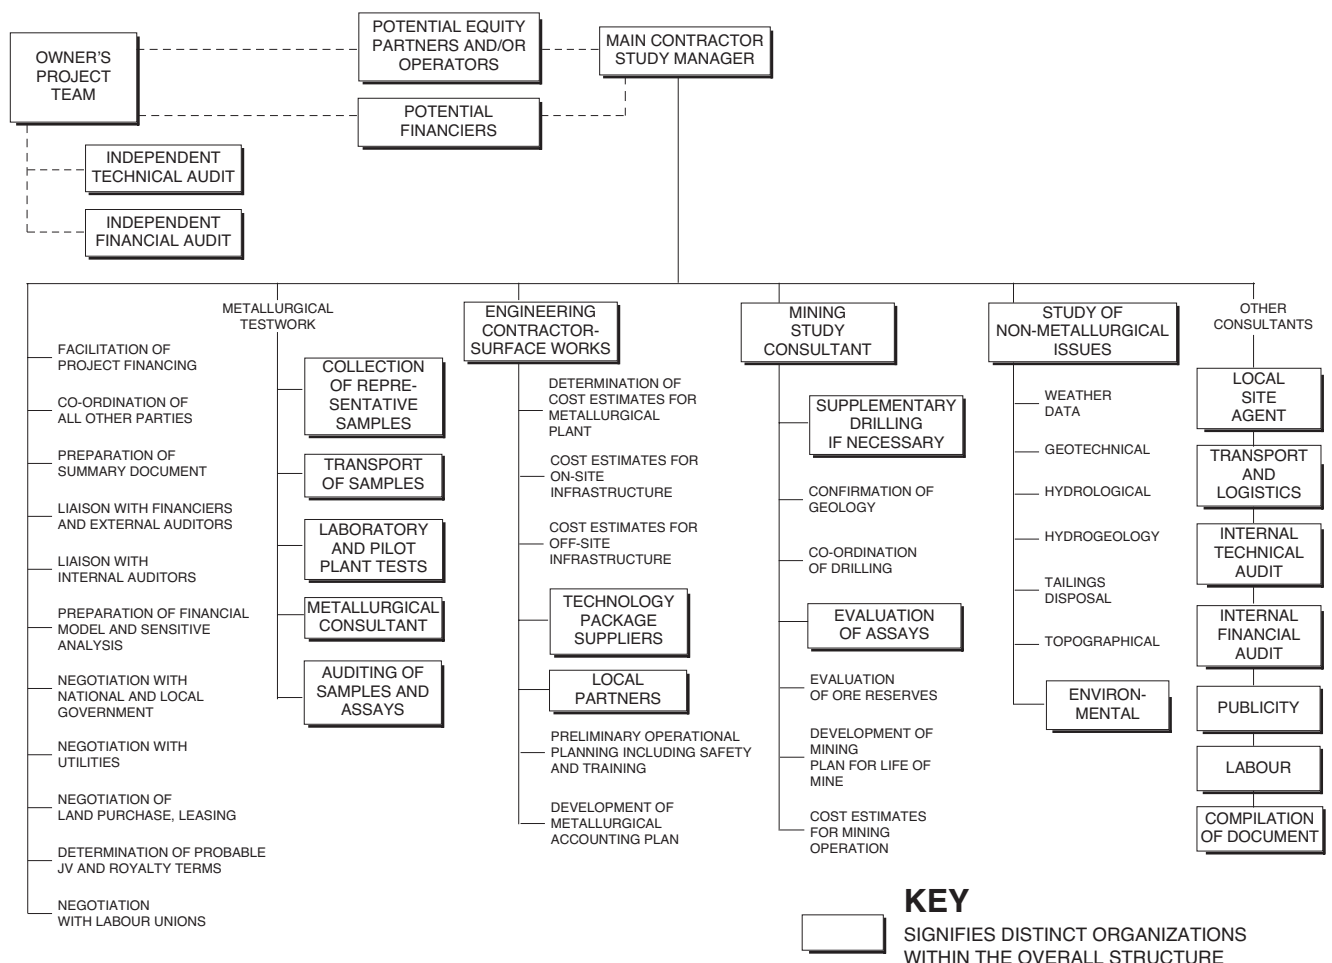 OWNER'S
PROJECT
TEAM
POTENTIAL EQUITY
PARTNERS AND/OR
OPERATORS
MAIN CONTRACTOR
STUDY MANAGER
POTENTIAL
FINANCIERS
INDEPENDENT
TECHNICAL AUDIT
INDEPENDENT
FINANCIAL AUDIT
FACILITATION OF
PROJECT FINANCING
CO-ORDINATION OF
ALL OTHER PARTIES
PREPARATION OF
SUMMARY DOCUMENT
LIAISON WITH FINANCIERS
AND EXTERNAL AUDITORS
LIAISON WITH
INTERNAL AUDITORS
PREPARATION OF FINANCIAL
MODEL AND SENSITIVE
ANALYSIS
NEGOTIATION WITH
NATIONAL AND LOCAL
GOVERNMENT
NEGOTIATION WITH
UTILITIES
NEGOTIATION OF
LAND PURCHASE, LEASING
DETERMINATION OF PROBABLE
JV AND ROYALTY TERMS
NEGOTIATION
WITH LABOUR UNIONS
METALLURGICAL
TESTWORK
COLLECTION
OF REPRE-
SENTATIVE
SAMPLES
TRANSPORT
OF SAMPLES
LABORATORY
AND PILOT
PLANT TESTS
METALLURGICAL
CONSULTANT
AUDITING OF
SAMPLES AND
ASSAYS
ENGINEERING
CONTRACTOR-
SURFACE WORKS
DETERMINATION OF
COST ESTIMATES FOR
METALLURGICAL
PLANT
COST ESTIMATES FOR
ON-SITE
INFRASTRUCTURE
COST ESTIMATES FOR
OFF-SITE
INFRASTRUCTURE
TECHNOLOGY
PACKAGE
SUPPLIERS
LOCAL
PARTNERS
PRELIMINARY OPERATIONAL
PLANNING INCLUDING SAFETY
AND TRAINING
DEVELOPMENT OF
METALLURGICAL
ACCOUNTING PLAN
MINING
STUDY
CONSULTANT
SUPPLEMENTARY
DRILLING
IF NECESSARY
CONFIRMATION OF
GEOLOGY
CO-ORDINATION
OF DRILLING
EVALUATION
OF ASSAYS
EVALUATION
OF ORE RESERVES
DEVELOPMENT OF
MINING
PLAN FOR LIFE OF
MINE
COST ESTIMATES
FOR MINING
OPERATION
STUDY OF
NON-METALLURGICAL
ISSUES
WEATHER
DATA
GEOTECHNICAL
HYDROLOGICAL
HYDROGEOLOGY
TAILINGS
DISPOSAL
TOPOGRAPHICAL
ENVIRON-
MENTAL
OTHER
CONSULTANTS
LOCAL
SITE
AGENT
TRANSPORT
AND
LOGISTICS
INTERNAL
TECHNICAL
AUDIT
INTERNAL
FINANCIAL
AUDIT
PUBLICITY
LABOUR
COMPILATION
OF DOCUMENT
KEY
SIGNIFIES DISTINCT ORGANIZATIONS
WITHIN THE OVERALL STRUCTURE